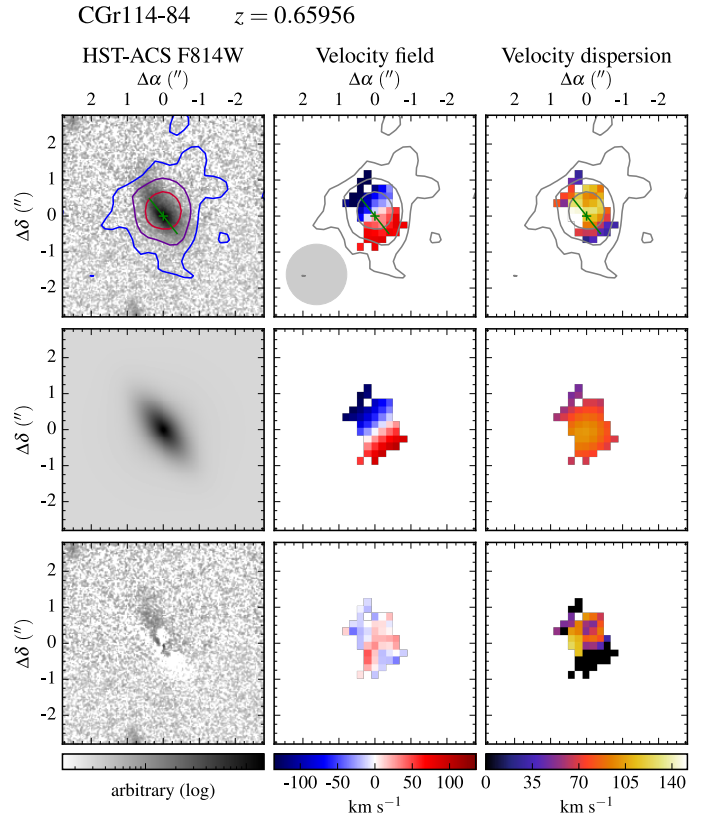 CGr114-84 z = 0.65956
HST-ACS F814W Velocity field Velocity dispersion
Δα (′′) Δα (′′) Δα (′′)
2 1 0 -1 -2 2 1 0 -1 -2 2 1 0 -1 -2
2
1
Δδ (′′) 0
-1
-2
2
1
Δδ (′′) 0
-1
-2
2
1
Δδ (′′) 0
-1
-2
-100 -50 0 50 100 0 35 70 105 150
arbitrary (log) km s⁻¹ km s⁻¹